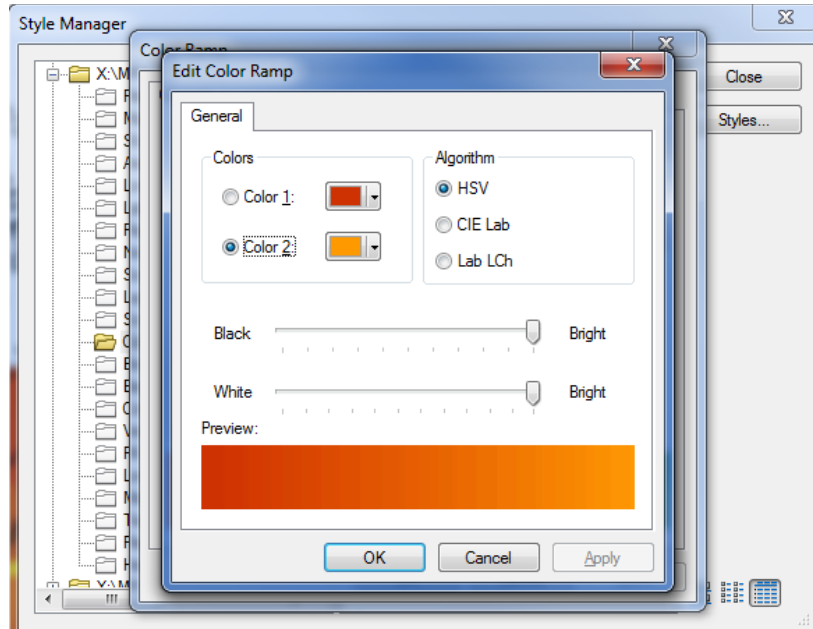 Style Manager
Color Ramp
Edit Color Ramp
X:\M
Close
General
Styles...
Colors
Algorithm
Color 1:
HSV
CIE Lab
Color 2:
Lab LCh
Black
Bright
White
Bright
Preview:
OK
Cancel
Apply